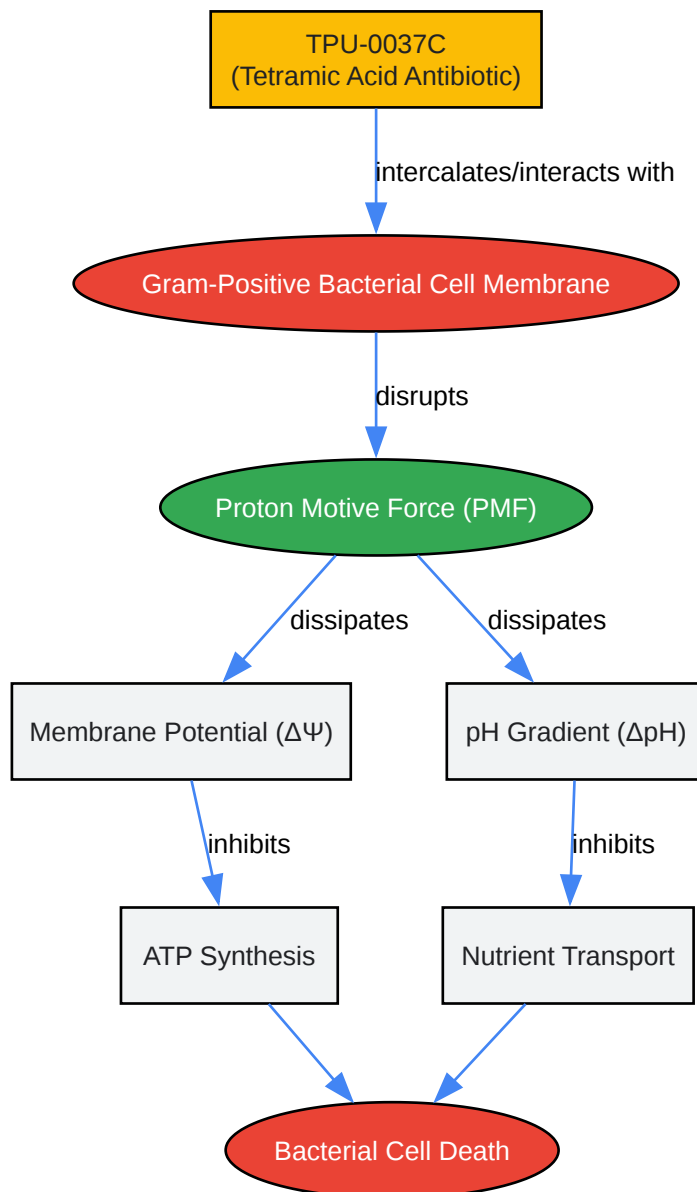 TPU-0037C
(Tetramic Acid Antibiotic)
intercalates/interacts with
Gram-Positive Bacterial Cell Membrane
disrupts
Proton Motive Force (PMF)
dissipates
dissipates
Membrane Potential (ΔΨ)
pH Gradient (ΔpH)
inhibits
inhibits
ATP Synthesis
Nutrient Transport
Bacterial Cell Death